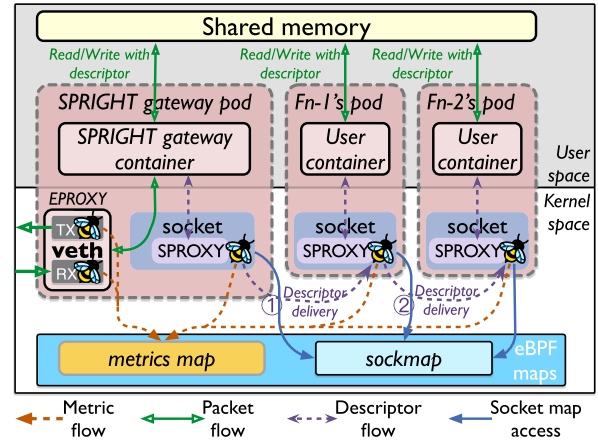 Shared memory
Read/Write with
descriptor
Read/Write with
descriptor
Read/Write with
descriptor
SPRIGHT gateway pod
Fn-1's pod
Fn-2's pod
SPRIGHT gateway
container
User
container
User
container
User
space
Kernel
space
EPROXY
TX
veth
RX
socket
SPROXY
socket
SPROXY
socket
SPROXY
1
Descriptor
delivery
2
Descriptor
delivery
metrics map
sockmap
eBPF
maps
Metric
flow
Packet
flow
Descriptor
flow
Socket map
access